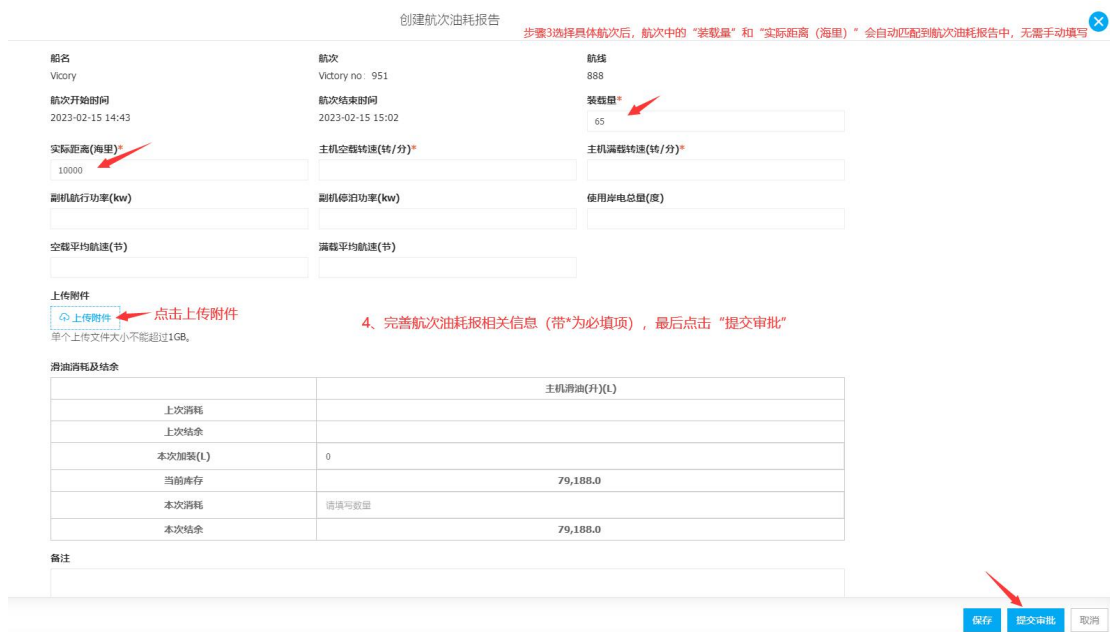 创建航次油耗报告
步骤3选择具体航次后，航次中的“装载量”和“实际距离（海里）”会自动匹配到航次油耗报告中，无需手动填写
船名 航次 航线
Vicory Victory no：951 888
航次开始时间 航次结束时间 装载量*
2023-02-15 14:43 2023-02-15 15:02 65
实际距离(海里)* 主机空载转速(转/分)* 主机满载转速(转/分)*
10000
副机航行功率(kw) 副机停泊功率(kw) 使用岸电总量(度)
空载平均航速(节) 满载平均航速(节)
上传附件
上传附件 点击上传附件
4、完善航次油耗报相关信息（带*为必填项），最后点击“提交审批”
单个上传文件大小不能超过1GB。
滑油消耗及结余
主机滑油(升)(L)
上次消耗
上次结余
本次加装(L) 0
当前库存 79,188.0
本次消耗 请填写数量
本次结余 79,188.0
备注
保存 提交审批 取消